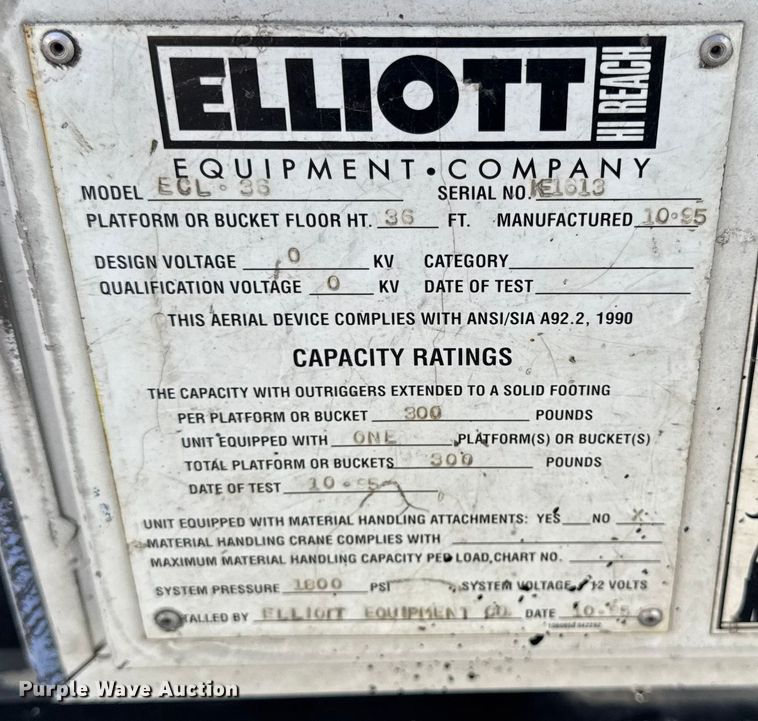 ELLIOTT HI REACH
EQUIPMENT • COMPANY
MODEL ECL-36 SERIAL NO. KE1613
PLATFORM OR BUCKET FLOOR HT. 36 FT. MANUFACTURED 10-95
DESIGN VOLTAGE 0 KV CATEGORY
QUALIFICATION VOLTAGE 0 KV DATE OF TEST
THIS AERIAL DEVICE COMPLIES WITH ANSI/SIA A92.2, 1990
CAPACITY RATINGS
THE CAPACITY WITH OUTRIGGERS EXTENDED TO A SOLID FOOTING
PER PLATFORM OR BUCKET 300 POUNDS
UNIT EQUIPPED WITH ONE PLATFORM(S) OR BUCKET(S)
TOTAL PLATFORM OR BUCKETS 300 POUNDS
DATE OF TEST 10-95
UNIT EQUIPPED WITH MATERIAL HANDLING ATTACHMENTS: YES NO X
MATERIAL HANDLING CRANE COMPLIES WITH
MAXIMUM MATERIAL HANDLING CAPACITY PER LOAD CHART NO.
SYSTEM PRESSURE 1800 PSI SYSTEM VOLTAGE 12 VOLTS
TALLED BY ELLIOTT EQUIPMENT CO. DATE 10-95
Purple Wave Auction